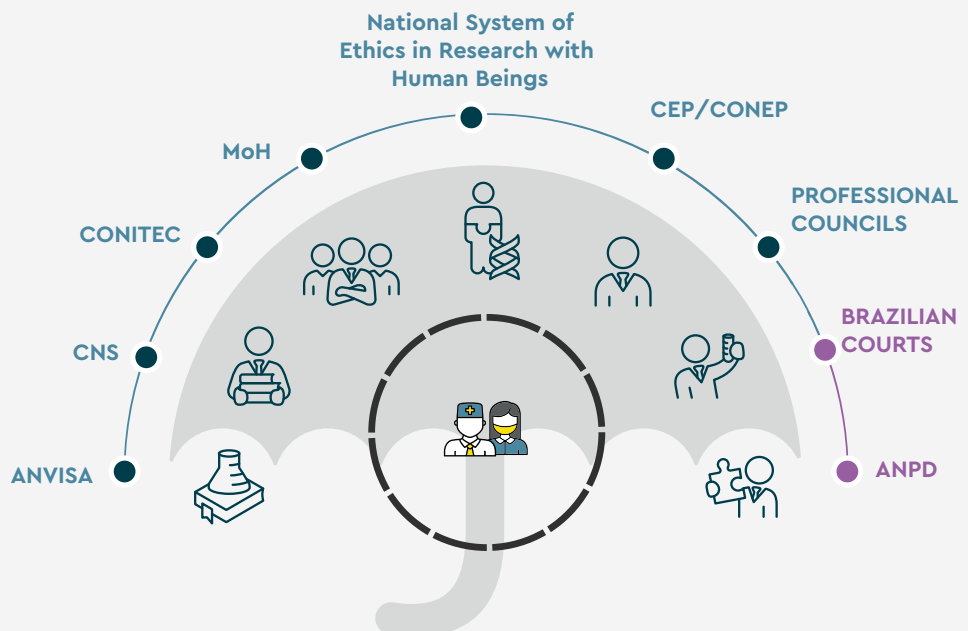 National System of
Ethics in Research with
Human Beings
CEP/CONEP
MoH
PROFESSIONAL
COUNCILS
CONITEC
BRAZILIAN
COURTS
CNS
ANVISA
ANPD